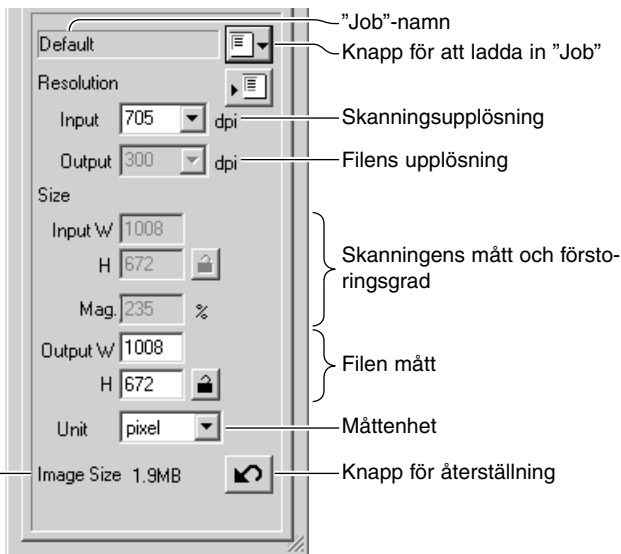 "Job"-namn
Default
Knapp för att ladda in "Job"
Resolution
Input 705 dpi
Skanningsupplösning
Output 300 dpi
Filens upplösning
Size
Input W 1008
H 672
Skanningens mått och försto-
ringsgrad
Mag. 235 %
Output W 1008
Filen mått
H 672
Unit pixel
Måttenhet
Image Size 1.9MB
Knapp för återställning